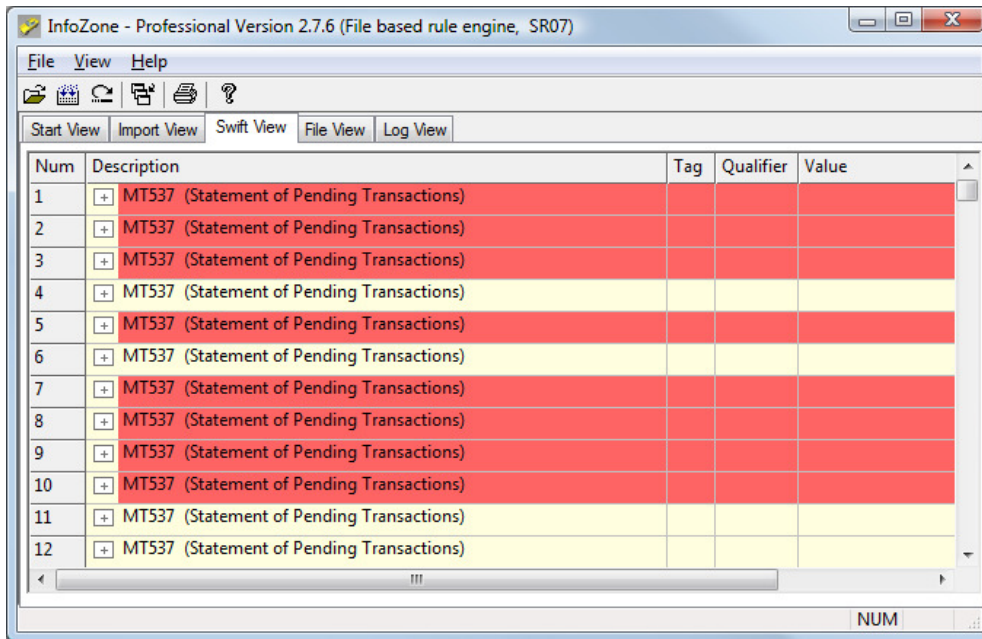 InfoZone - Professional Version 2.7.6 (File based rule engine, SR07)
File View Help
Start View Import View Swift View File View Log View
Num Description Tag Qualifier Value
1 MT537 (Statement of Pending Transactions)
2 MT537 (Statement of Pending Transactions)
3 MT537 (Statement of Pending Transactions)
4 MT537 (Statement of Pending Transactions)
5 MT537 (Statement of Pending Transactions)
6 MT537 (Statement of Pending Transactions)
7 MT537 (Statement of Pending Transactions)
8 MT537 (Statement of Pending Transactions)
9 MT537 (Statement of Pending Transactions)
10 MT537 (Statement of Pending Transactions)
11 MT537 (Statement of Pending Transactions)
12 MT537 (Statement of Pending Transactions)
NUM